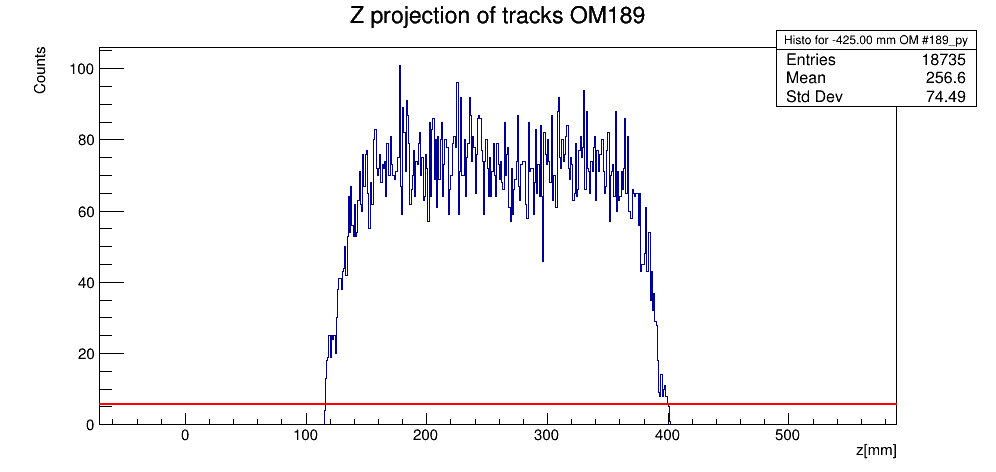 Z projection of tracks OM189
Histo for -425.00 mm OM #189_py
Entries 18735
Mean 256.6
Std Dev 74.49
Counts
100
80
60
40
20
0
0 100 200 300 400 500
z[mm]